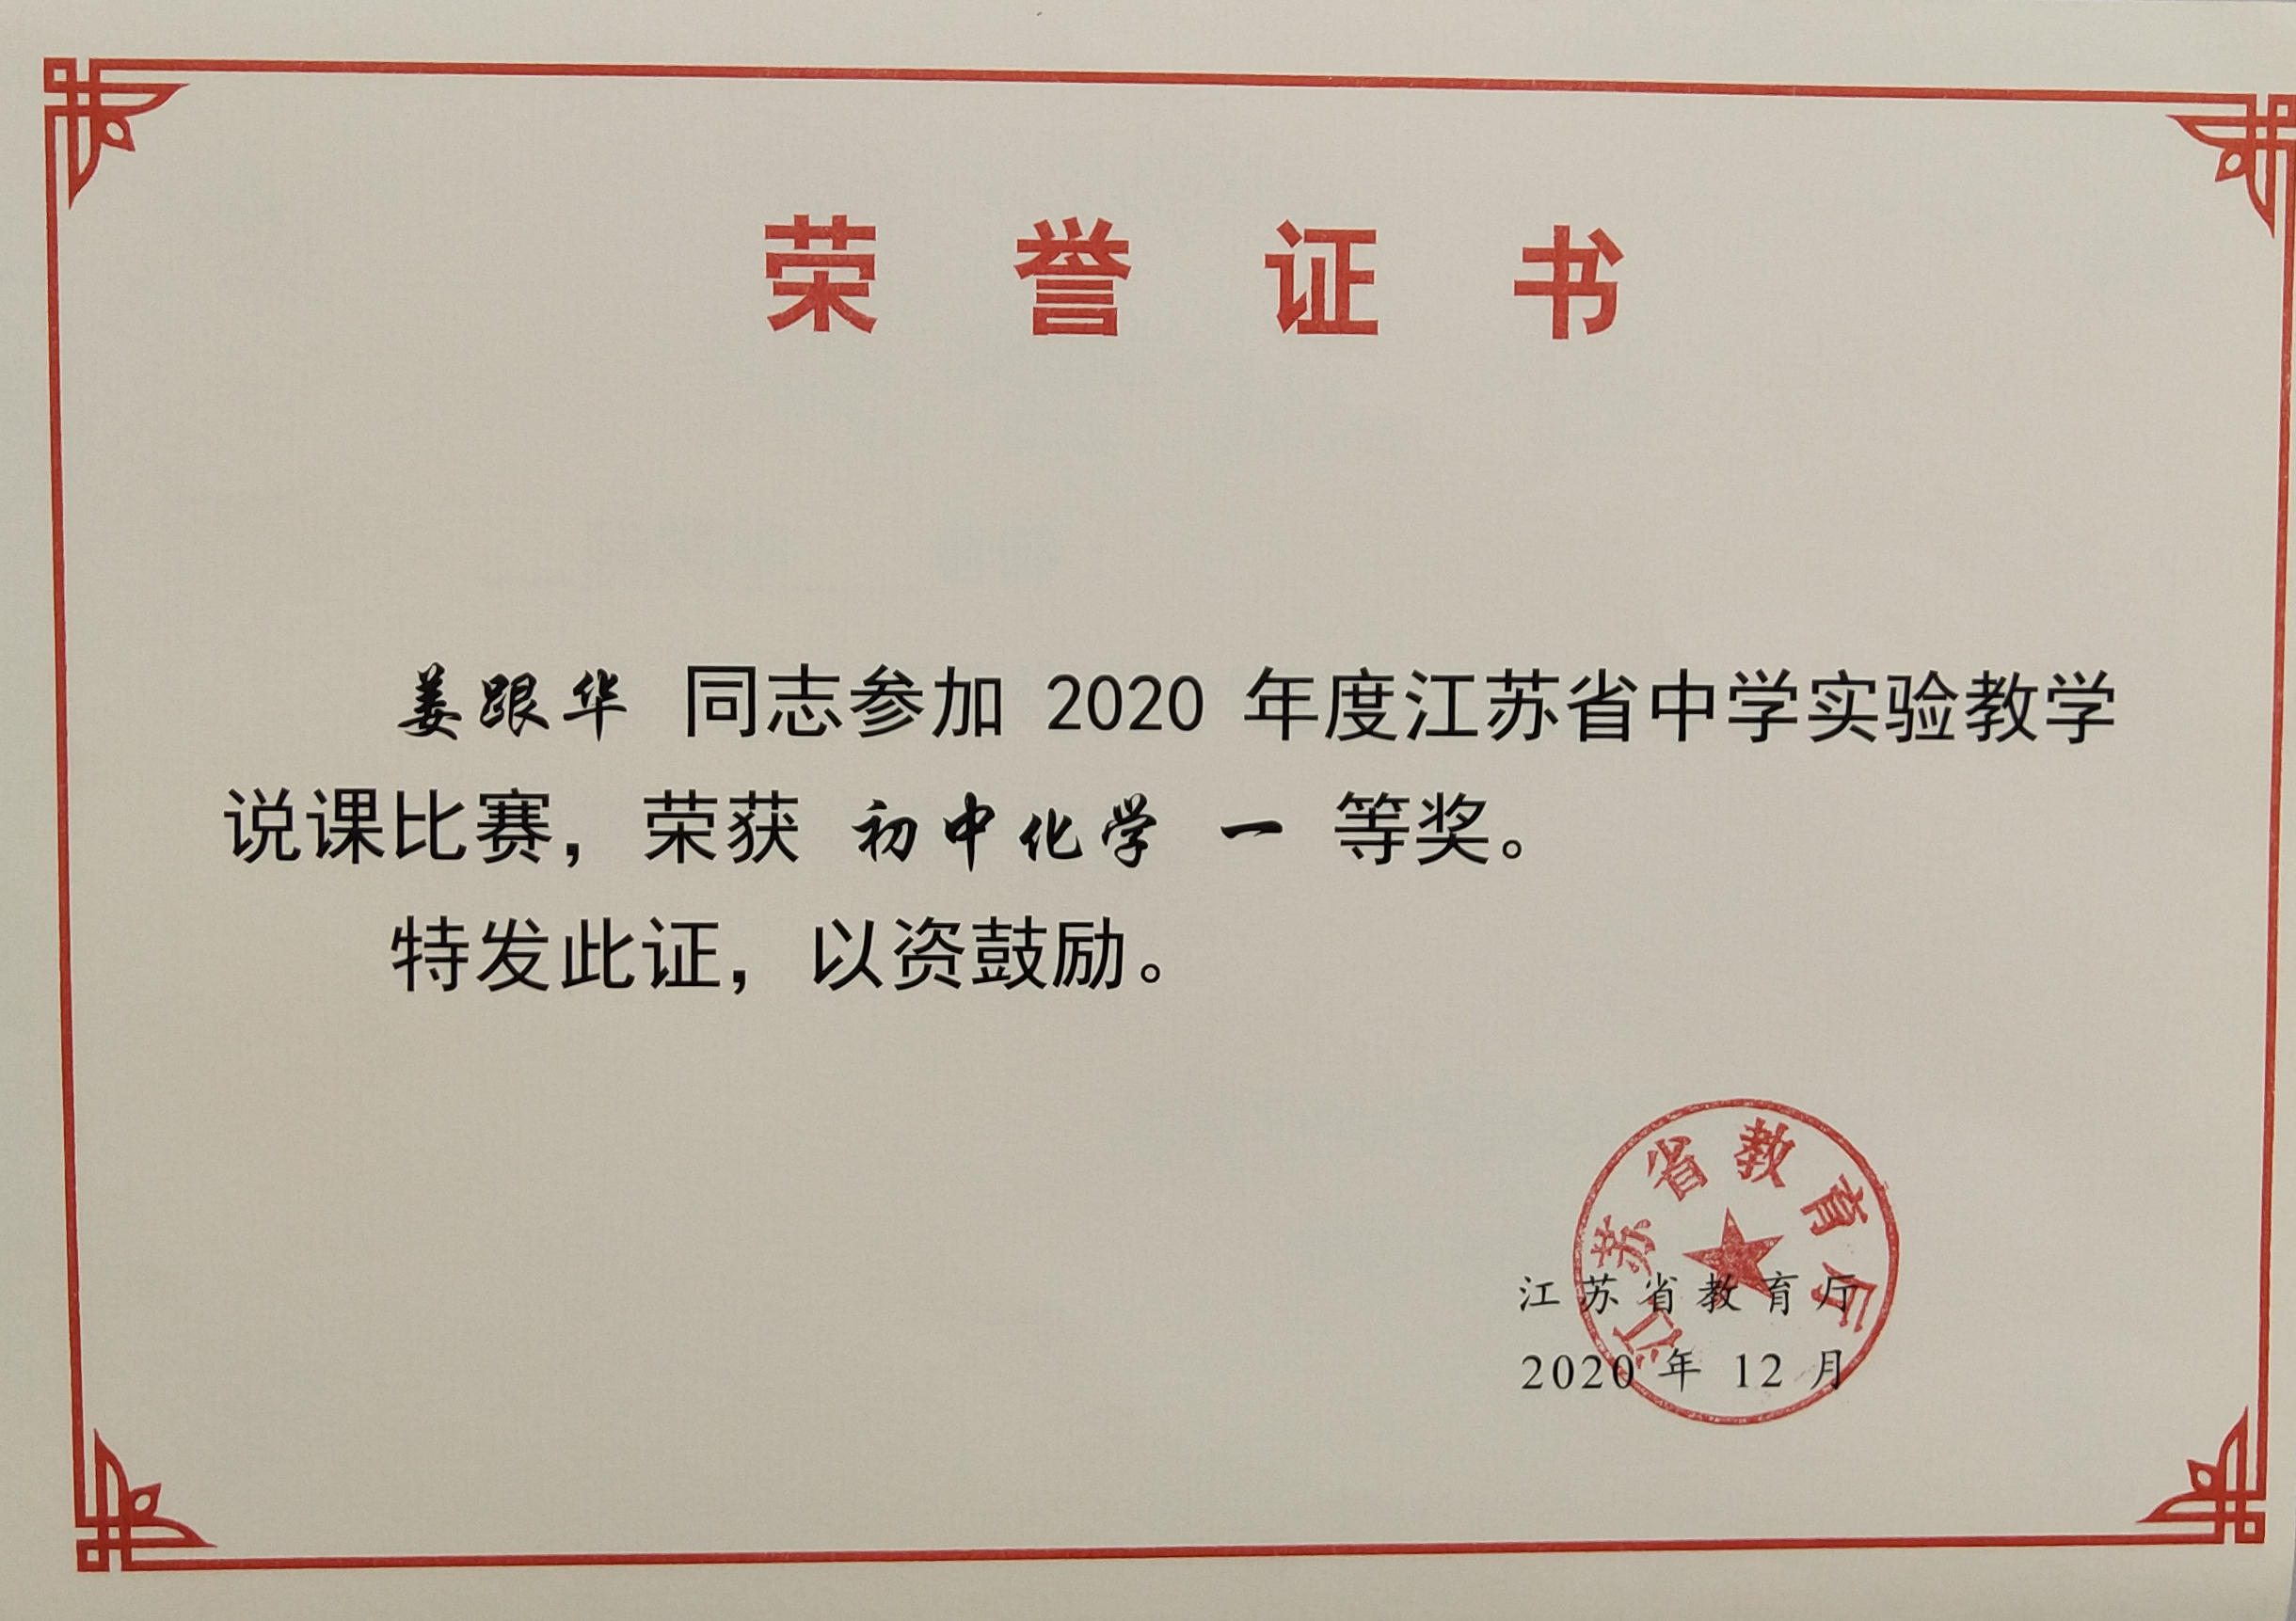 荣誉证书
姜跟华 同志参加 2020 年度江苏省中学实验教学
说课比赛，荣获 初中化学 一 等奖。
特发此证，以资鼓励。
江苏省教育厅
江苏省教育厅
2020 年 12 月